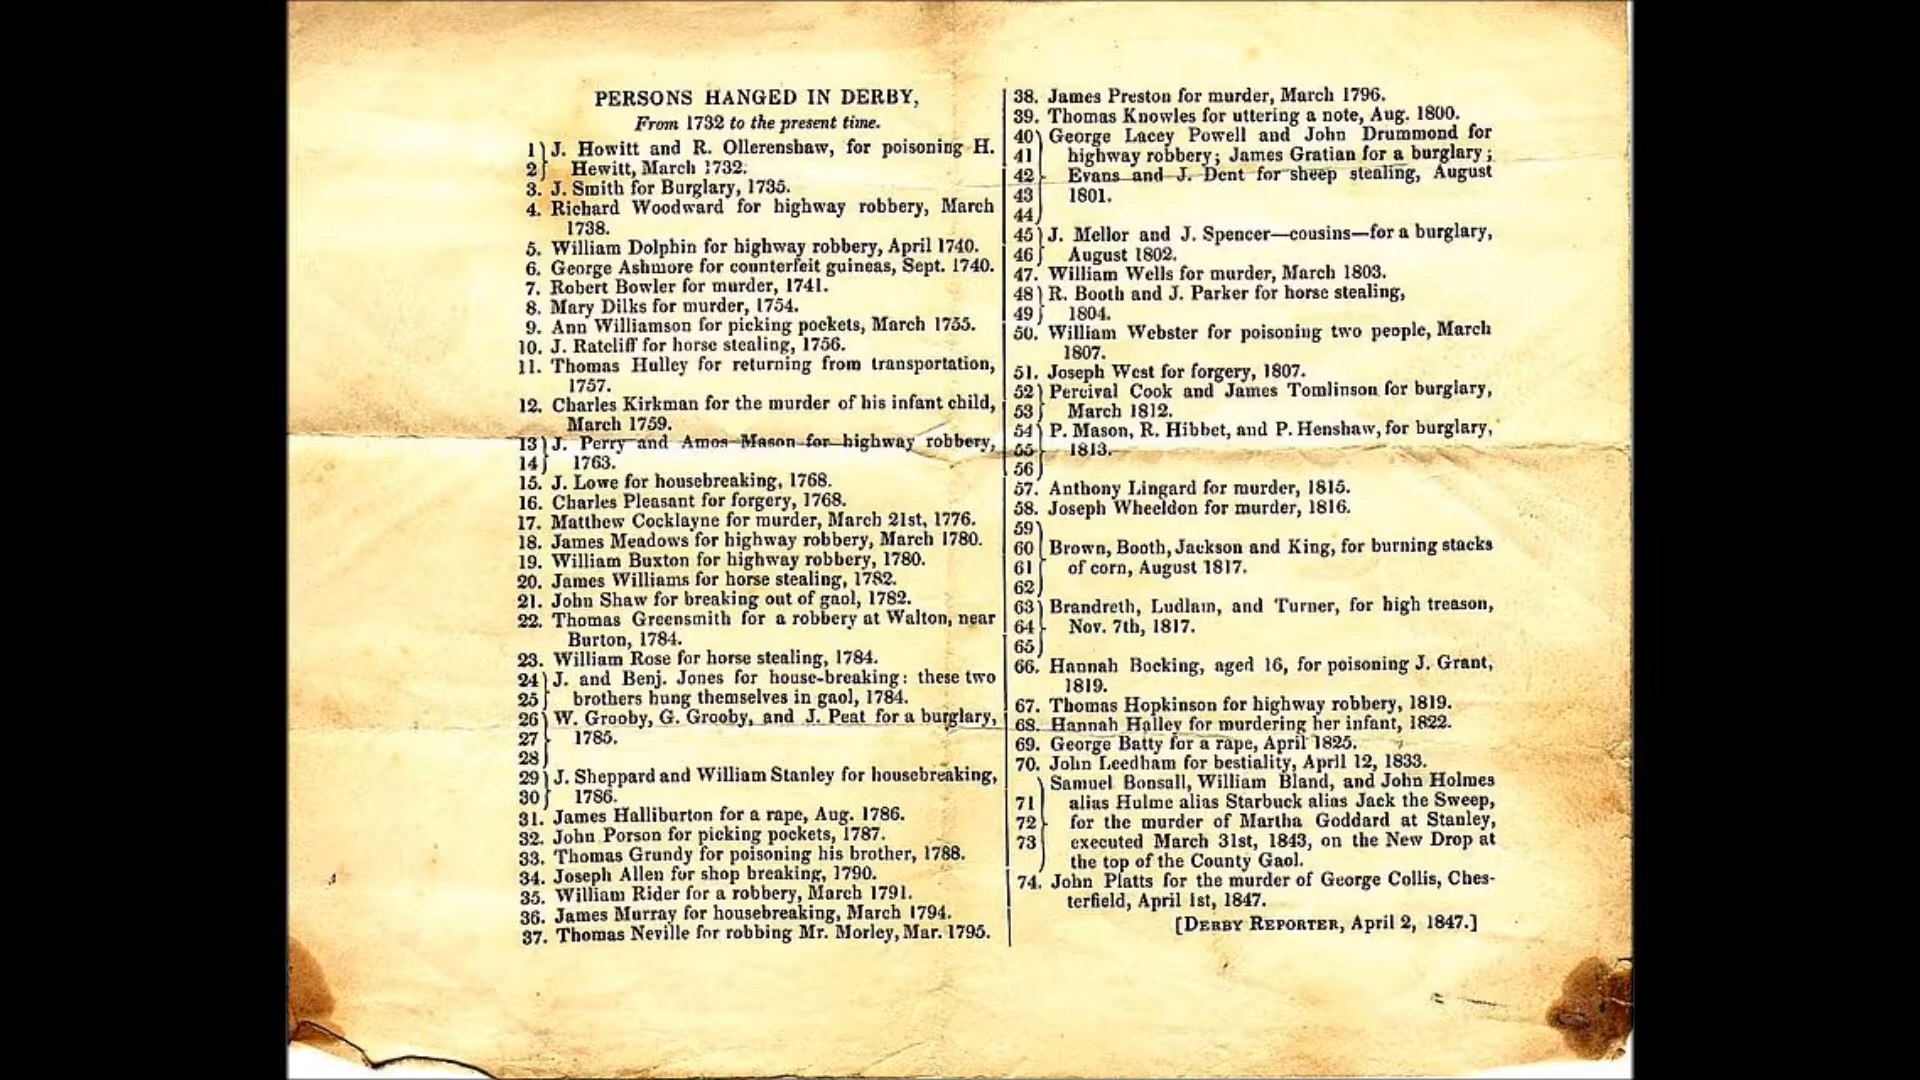 PERSONS HANGED IN DERBY,
From 1732 to the present time.
1 } J. Howitt and R. Ollerenshaw, for poisoning H.
2 } Hewitt, March 1732.
3. J. Smith for Burglary, 1735.
4. Richard Woodward for highway robbery, March
1738.
5. William Dolphin for highway robbery, April 1740.
6. George Ashmore for counterfeit guineas, Sept. 1740.
7. Robert Bowler for murder, 1741.
8. Mary Dilks for murder, 1754.
9. Ann Williamson for picking pockets, March 1755.
10. J. Ratcliff for horse stealing, 1756.
11. Thomas Hulley for returning from transportation,
1757.
12. Charles Kirkman for the murder of his infant child,
March 1759.
13 } J. Perry and Amos Mason for highway robbery,
14 } 1763.
15. J. Lowe for housebreaking, 1768.
16. Charles Pleasant for forgery, 1768.
17. Matthew Cocklayne for murder, March 21st, 1776.
18. James Meadows for highway robbery, March 1780.
19. William Buxton for highway robbery, 1780.
20. James Williams for horse stealing, 1782.
21. John Shaw for breaking out of gaol, 1782.
22. Thomas Greensmith for a robbery at Walton, near
Burton, 1784.
23. William Rose for horse stealing, 1784.
24 } J. and Benj. Jones for house-breaking: these two
25 } brothers hung themselves in gaol, 1784.
26 } W. Grooby, G. Grooby, and J. Peat for a burglary,
27 } 1785.
28 }
29 } J. Sheppard and William Stanley for housebreaking,
30 } 1786.
31. James Halliburton for a rape, Aug. 1786.
32. John Porson for picking pockets, 1787.
33. Thomas Grundy for poisoning his brother, 1788.
34. Joseph Allen for shop breaking, 1790.
35. William Rider for a robbery, March 1791.
36. James Murray for housebreaking, March 1794.
37. Thomas Neville for robbing Mr. Morley, Mar. 1795.
38. James Preston for murder, March 1796.
39. Thomas Knowles for uttering a note, Aug. 1800.
40 } George Lacey Powell and John Drummond for
41 } highway robbery; James Gratian for a burglary;
42 } Evans and J. Dent for sheep stealing, August
43 } 1801.
44 }
45 } J. Mellor and J. Spencer—cousins—for a burglary,
46 } August 1802.
47. William Wells for murder, March 1803.
48 } R. Booth and J. Parker for horse stealing,
49 } 1804.
50. William Webster for poisoning two people, March
1807.
51. Joseph West for forgery, 1807.
52 } Percival Cook and James Tomlinson for burglary,
53 } March 1812.
54 } P. Mason, R. Hibbet, and P. Henshaw, for burglary,
55 } 1813.
56 }
57. Anthony Lingard for murder, 1815.
58. Joseph Wheeldon for murder, 1816.
59 }
60 } Brown, Booth, Jackson and King, for burning stacks
61 } of corn, August 1817.
62 }
63 } Brandreth, Ludlam, and Turner, for high treason,
64 } Nov. 7th, 1817.
65 }
66. Hannah Bocking, aged 16, for poisoning J. Grant,
1819.
67. Thomas Hopkinson for highway robbery, 1819.
68. Hannah Halley for murdering her infant, 1822.
69. George Batty for a rape, April 1825.
70. John Leedham for bestiality, April 12, 1833.
Samuel Bonsall, William Bland, and John Holmes
71 } alias Hulme alias Starbuck alias Jack the Sweep,
72 } for the murder of Martha Goddard at Stanley,
73 } executed March 31st, 1843, on the New Drop at
the top of the County Gaol.
74. John Platts for the murder of George Collis, Ches-
terfield, April 1st, 1847.
[DERBY REPORTER, April 2, 1847.]